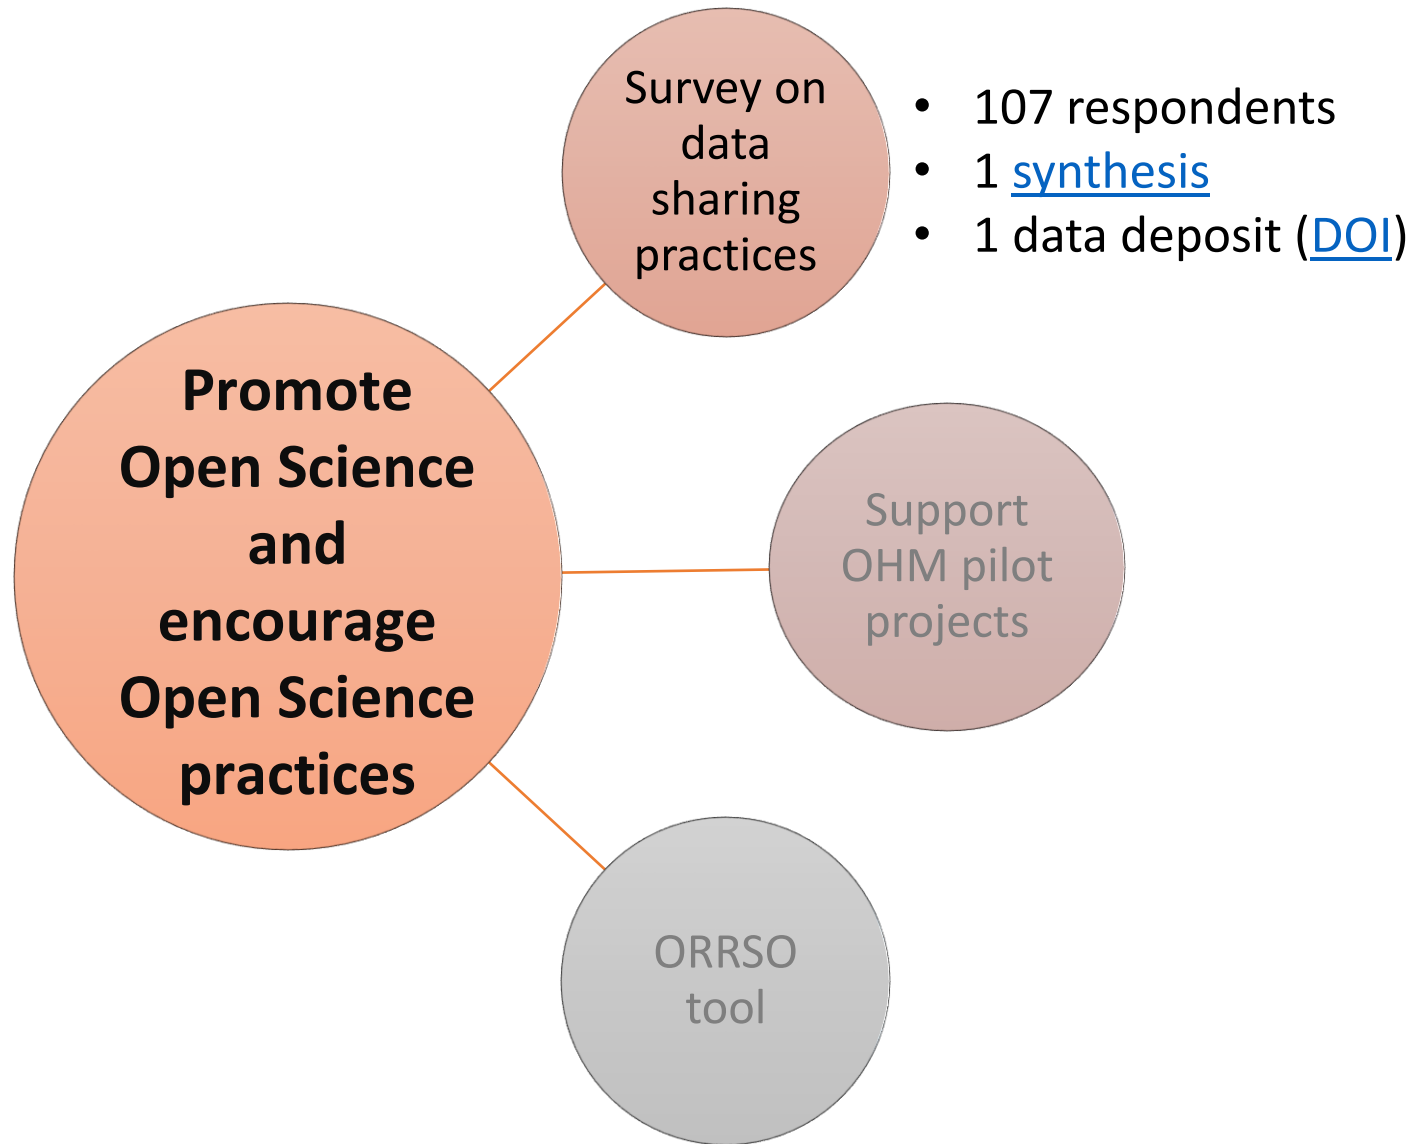 Survey on
data
sharing
practices
• 107 respondents
• 1 synthesis
• 1 data deposit (DOI)
Promote
Open Science
and
encourage
Open Science
practices
Support
OHM pilot
projects
ORRSO
tool